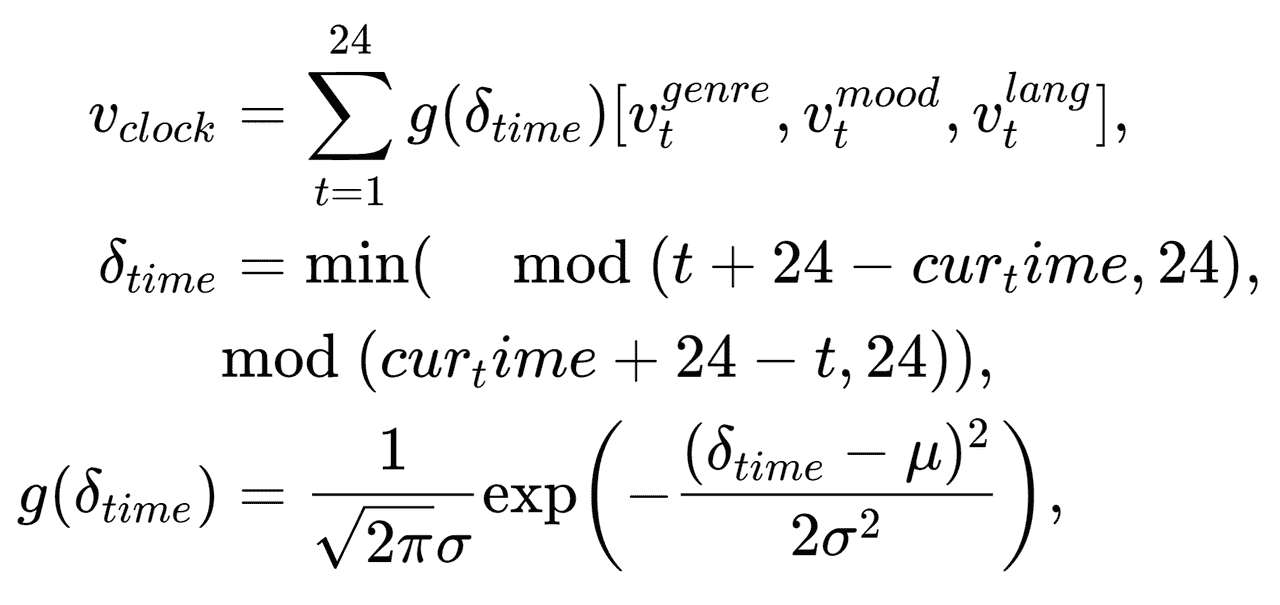 v_{clock} = \sum_{t=1}^{24} g(\delta_{time})[v_t^{genre}, v_t^{mood}, v_t^{lang}],
\delta_{time} = \min( \mod (t + 24 - cur_time, 24),
\mod (cur_time + 24 - t, 24)),
g(\delta_{time}) = \frac{1}{\sqrt{2\pi}\sigma} \exp\left(-\frac{(\delta_{time} - \mu)^2}{2\sigma^2}\right),